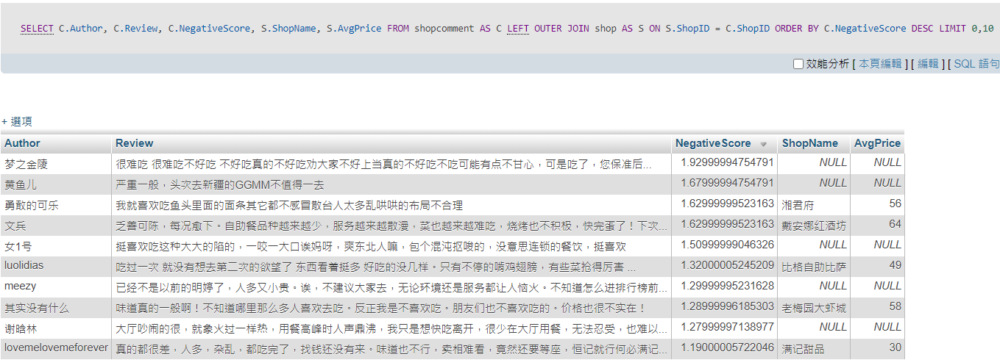 SELECT C.Author, C.Review, C.NegativeScore, S.ShopName, S.AvgPrice FROM shopcomment AS C LEFT OUTER JOIN shop AS S ON S.ShopID = C.ShopID ORDER BY C.NegativeScore DESC LIMIT 0,10
效能分析 [ 本頁編輯 ] [ 編輯 ] [ SQL 語句
+ 選項
Author Review NegativeScore ShopName AvgPrice
梦之金陵 很难吃 很难吃不好吃 不好吃真的不好吃劝大家不好上当真的不好吃不吃可能有点不甘心，可是吃了，您保准后... 1.92999994754791 NULL NULL
黄鱼儿 严重一般，头次去新疆的GGMM不值得一去 1.67999994754791 NULL NULL
勇敢的可乐 我就喜欢吃鱼头里面的面条其它都不感冒散台人太多乱哄哄的布局不合理 1.62999999523163 湘君府 56
文兵 乏善可陈，每况愈下。自助餐品种越来越少，服务越来越散漫，菜也越来越难吃，烧烤也不积极，快完蛋了！下次... 1.62999999523163 戴安娜红酒坊 64
女1号 挺喜欢吃这种大大的陷的，一咬一大口诶妈呀，爽东北人嘛，包个混沌抠唆的，没意思连锁的餐饮，挺喜欢 1.50999999046326 NULL NULL
luolidias 吃过一次 就没有想去第二次的欲望了 东西看着挺多 好吃的没几样。只有不停的啃鸡翅膀，有些菜抢得厉害 ... 1.32000005245209 比格自助比萨 49
meezy 已经不是以前的明婷了，人多又小贵。诶，不建议大家去，无论环境还是服务都让人恼火。不知道怎么进排行榜前... 1.29999995231628 NULL NULL
其实没有什么 味道真的一般啊！不知道哪里那么多人喜欢去吃。反正我是不喜欢吃。朋友们也不喜欢吃的。价格也很不实在！ 1.28999996185303 老梅园大虾城 58
谢晗林 大厅吵闹的很，就象火过一样热，用餐高峰时人声鼎沸，我只是想快吃离开，很少在大厅用餐，无法忍受，也难以... 1.27999997138977 NULL NULL
lovemelovemeforever 真的都很差，人多，杂乱，都吃完了，找钱还没有来。味道也不行，卖相难看，竟然还要等座，恒记就行何必满记... 1.19000005722046 满记甜品 30